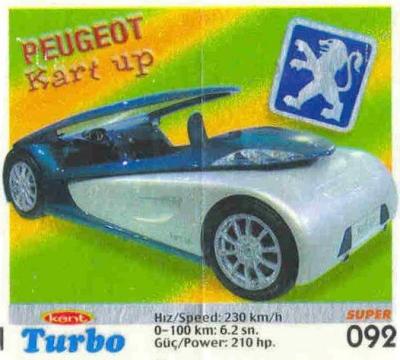 PEUGEOT
Kart up
kent
Turbo
Hız/Speed: 230 km/h
0-100 km: 6.2 sn.
Güç/Power: 210 hp.
SUPER
092